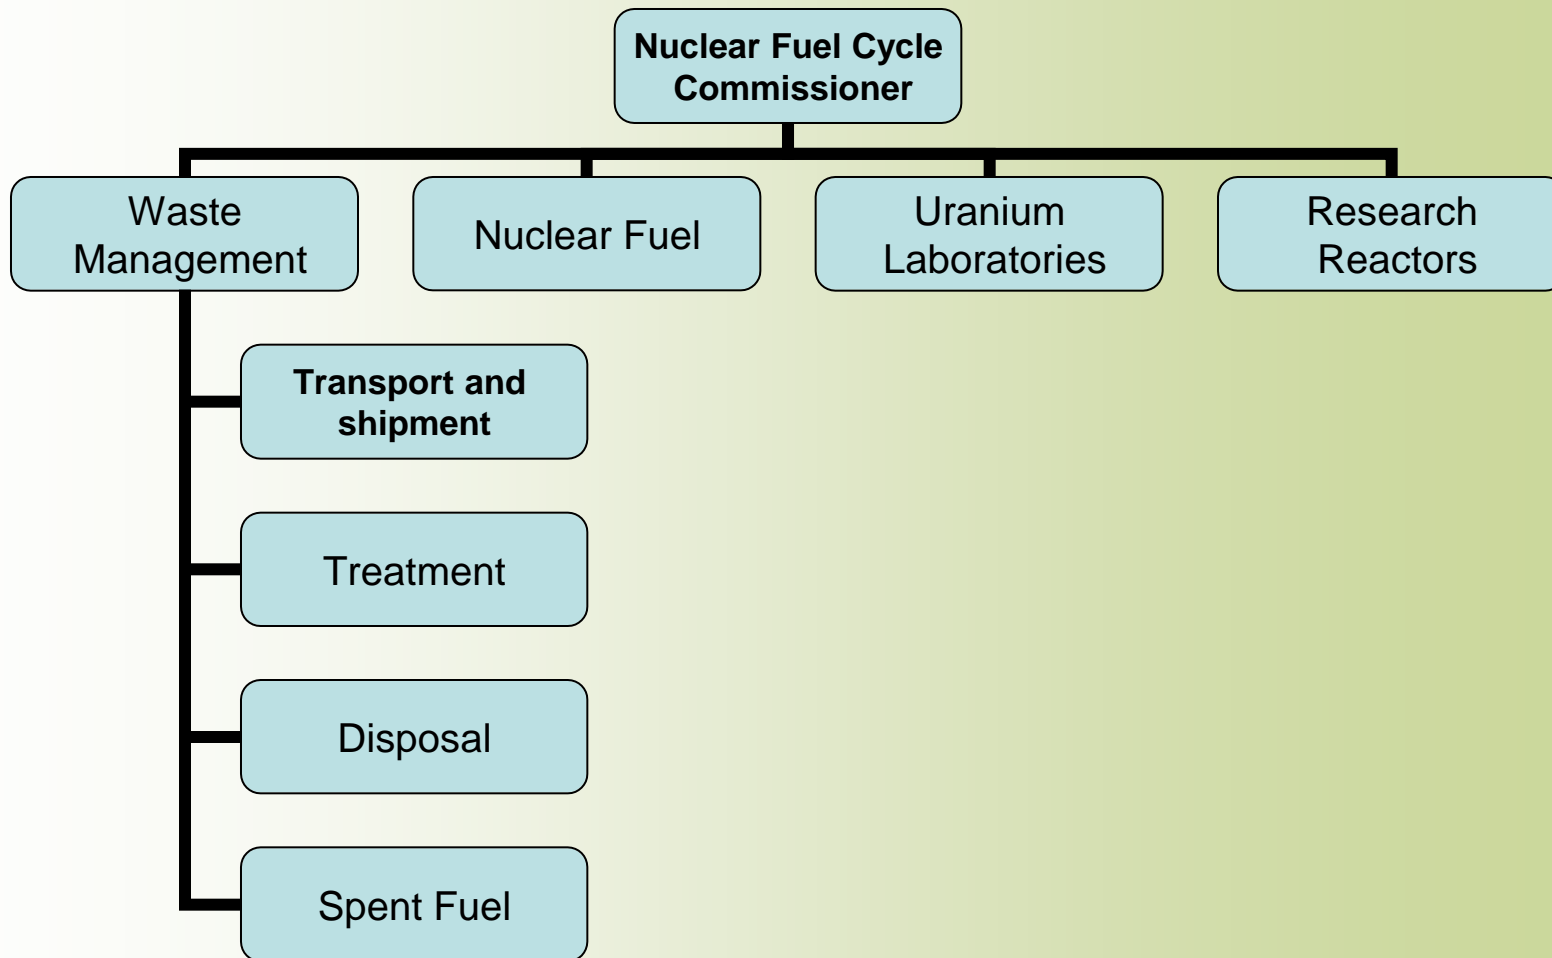 Nuclear Fuel Cycle
Commissioner
Waste
Management
Nuclear Fuel
Uranium
Laboratories
Research
Reactors
Transport and
shipment
Treatment
Disposal
Spent Fuel